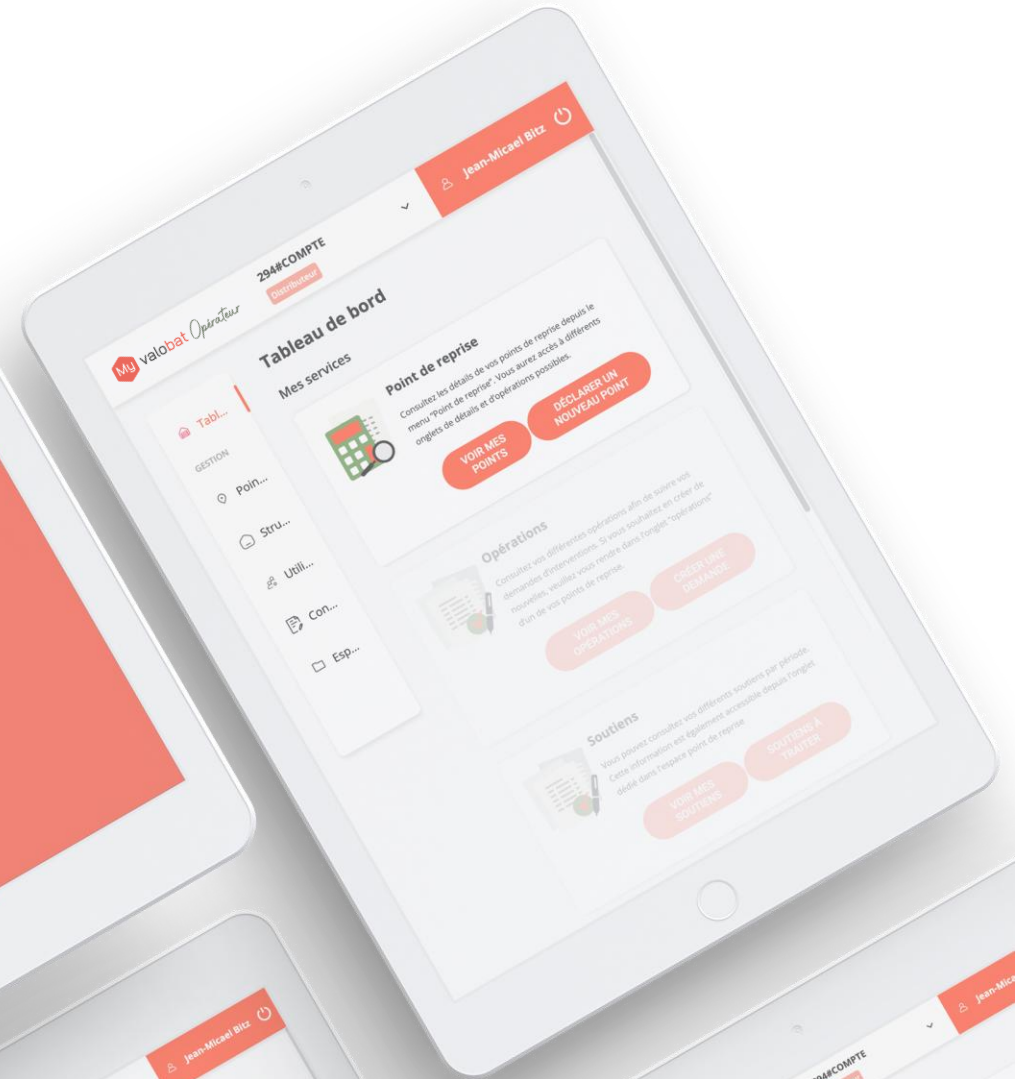 My valobat Opérateur
294#COMPTE
Distributeur
Jean-Micael Bitz
Tabl...
GESTION
Poin...
Stru...
Utili...
Con...
Esp...
Tableau de bord
Mes services
Point de reprise
Consultez les détails de vos points de reprise depuis le
menu "Point de reprise". Vous aurez accès à différents
onglets de détails et d'opérations possibles.
VOIR MES
POINTS
DÉCLARER UN
NOUVEAU POINT
Opérations
Consultez vos différentes opérations afin de suivre vos
demandes d'interventions. Si vous souhaitez en créer de
nouvelles, veuillez vous rendre dans l'onglet "opérations"
d'un de vos points de reprise.
VOIR MES
OPÉRATIONS
CRÉER UNE
DEMANDE
Soutiens
Vous pouvez consultez vos différents soutiens par période.
Cette information est également accessible depuis l'onglet
dédié dans l'espace point de reprise
VOIR MES
SOUTIENS
SOUTIENS À
TRAITER
Jean-Micael Bitz
#COMPTE
Jean-Mica